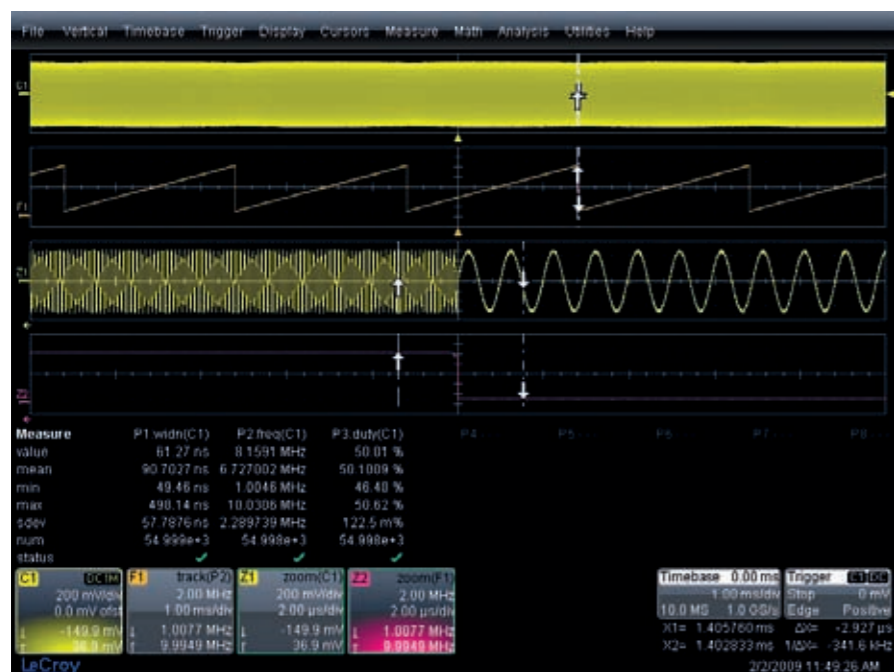 File Vertical Timebase Trigger Display Cursors Measure Math Analysis Utilities Help
C1
F1
Z1
Z2
Measure P1:widn(C1) P2:freq(C1) P3:duty(C1) P4:-- P5:-- P6:-- P7:-- P8:--
value 61.27 ns 8.1591 MHz 50.01 %
mean 90.7027ns 6.727002 MHz 50.1009 %
min 49.46 ns 1.0046 MHz 46.40 %
max 498.14 ns 10.0306 MHz 50.62 %
sdev 57.7876 ns 2.289739 MHz 122.5 m%
num 54.999e+3 54.998e+3 54.998e+3
status
C1 DC1M
200 mV/div
0.0 mV ofst
-149.9 mV
36.9 mV
F1 track(P2)
2.00 MHz
1.00 ms/div
1.0077 MHz
9.9949 MHz
Z1 zoom(C1)
200 mV/div
2.00 µs/div
-149.9 mV
36.9 mV
Z2 zoom(F1)
2.00 MHz
2.00 µs/div
1.0077 MHz
9.9949 MHz
Timebase 0.00 ms
1.00 ms/div
10.0 MS 1.0 GS/s
Trigger C1 DC
Stop 0 mV
Edge Positive
X1= 1.405760 ms ΔX= -2.927 µs
X2= 1.402833 ms 1/ΔX= -341.6 kHz
LeCroy
2/2/2009 11:49:26 AM